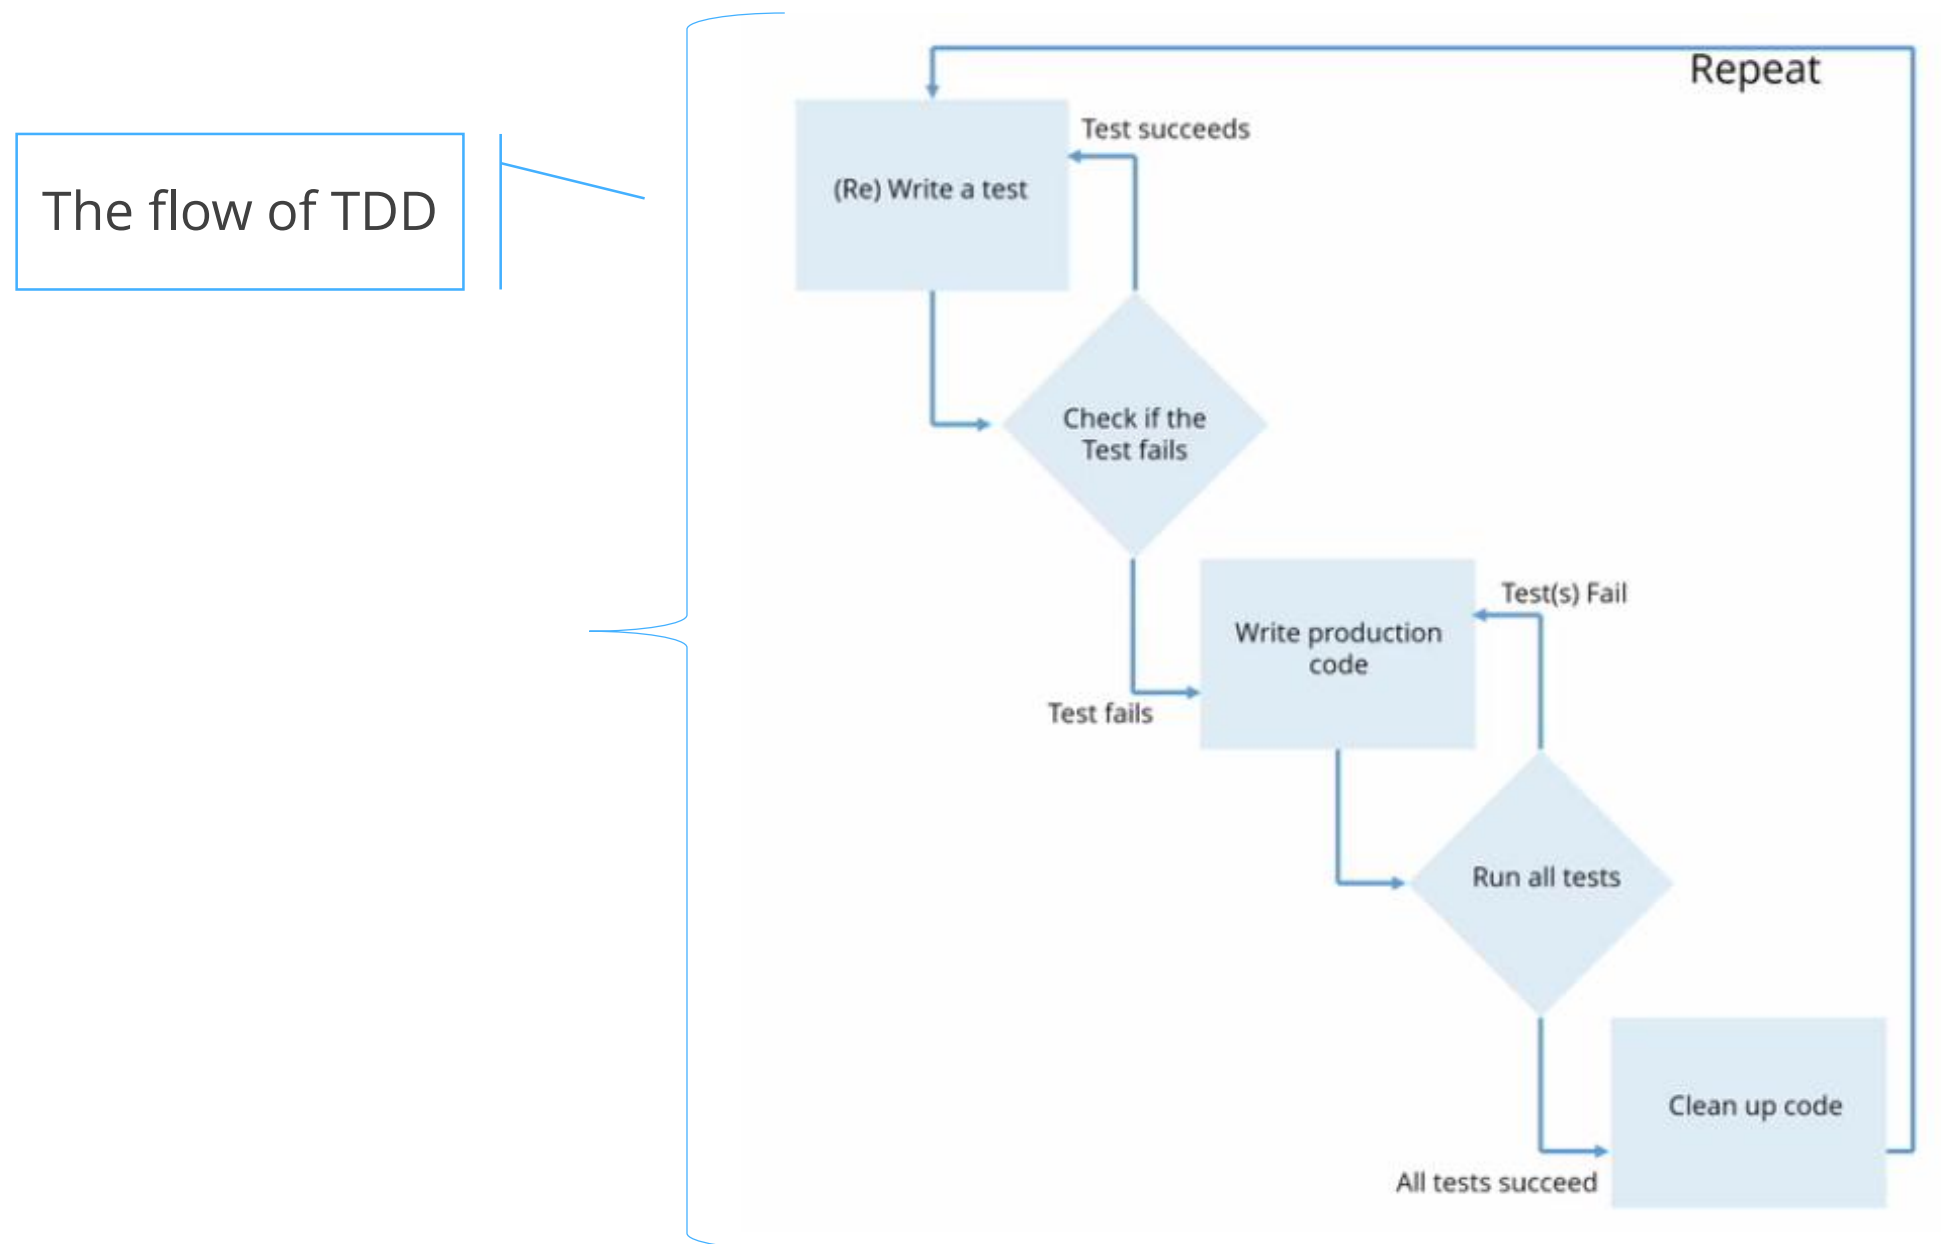 The flow of TDD
Repeat
Test succeeds
(Re) Write a test
Check if the
Test fails
Test(s) Fail
Write production
code
Test fails
Run all tests
Clean up code
All tests succeed